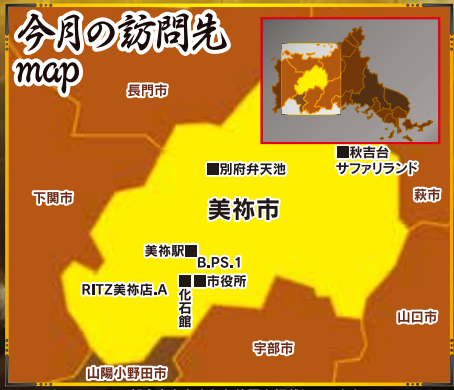 今月の訪問先
map
長門市
■秋吉台
サファリランド
■別府弁天池
萩市
下関市
美祢市
美祢駅■
B.PS.1
RITZ美祢店.A
■■市役所
化石館
山口市
宇部市
山陽小野田市